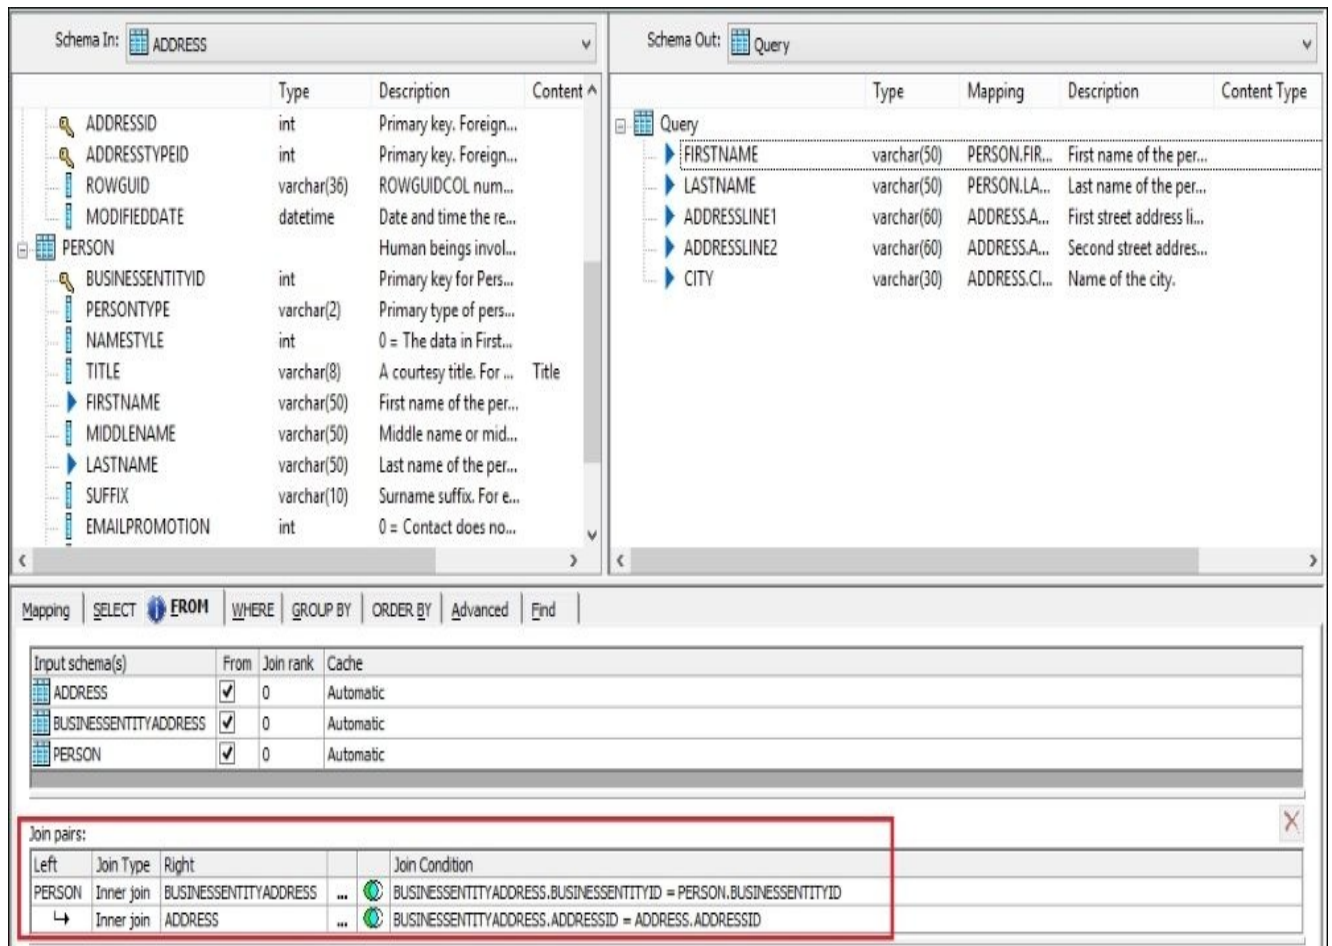 Schema In: ADDRESS
Schema Out: Query
Type Description Content
ADDRESSID int Primary key. Foreign...
ADDRESSTYPEID int Primary key. Foreign...
ROWGUID varchar(36) ROWGUIDCOL num...
MODIFIEDDATE datetime Date and time the re...
PERSON Human beings invol...
BUSINESSENTITYID int Primary key for Pers...
PERSONTYPE varchar(2) Primary type of pers...
NAMESTYLE int 0 = The data in First...
TITLE varchar(8) A courtesy title. For ... Title
FIRSTNAME varchar(50) First name of the per...
MIDDLENAME varchar(50) Middle name or mid...
LASTNAME varchar(50) Last name of the per...
SUFFIX varchar(10) Surname suffix. For e...
EMAILPROMOTION int 0 = Contact does no...
Type Mapping Description Content Type
Query
FIRSTNAME varchar(50) PERSON.FIR... First name of the per...
LASTNAME varchar(50) PERSON.LA... Last name of the per...
ADDRESSLINE1 varchar(60) ADDRESS.A... First street address li...
ADDRESSLINE2 varchar(60) ADDRESS.A... Second street addres...
CITY varchar(30) ADDRESS.CI... Name of the city.
Mapping SELECT FROM WHERE GROUP BY ORDER BY Advanced Find
Input schema(s) From Join rank Cache
ADDRESS 0 Automatic
BUSINESSENTITYADDRESS 0 Automatic
PERSON 0 Automatic
Join pairs:
Left Join Type Right Join Condition
PERSON Inner join BUSINESSENTITYADDRESS ... BUSINESSENTITYADDRESS.BUSINESSENTITYID = PERSON.BUSINESSENTITYID
Inner join ADDRESS ... BUSINESSENTITYADDRESS.ADDRESSID = ADDRESS.ADDRESSID